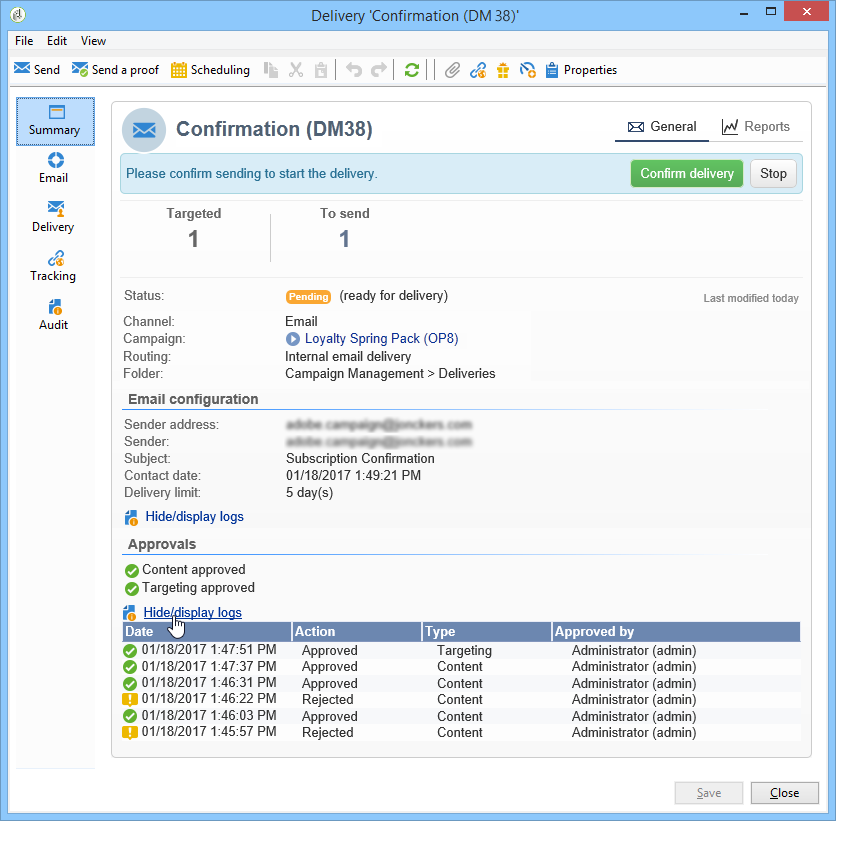 Delivery 'Confirmation (DM 38)'
File Edit View
Send Send a proof Scheduling Properties
Summary
Email
Delivery
Tracking
Audit
Confirmation (DM38)
General Reports
Please confirm sending to start the delivery. Confirm delivery Stop
Targeted To send
1 1
Status: Pending (ready for delivery) Last modified today
Channel: Email
Campaign: Loyalty Spring Pack (OP8)
Routing: Internal email delivery
Folder: Campaign Management > Deliveries
Email configuration
Sender address:
Sender:
Subject: Subscription Confirmation
Contact date: 01/18/2017 1:49:21 PM
Delivery limit: 5 day(s)
Hide/display logs
Approvals
Content approved
Targeting approved
Hide/display logs
Date Action Type Approved by
01/18/2017 1:47:51 PM Approved Targeting Administrator (admin)
01/18/2017 1:47:37 PM Approved Content Administrator (admin)
01/18/2017 1:46:31 PM Approved Content Administrator (admin)
01/18/2017 1:46:22 PM Rejected Content Administrator (admin)
01/18/2017 1:46:03 PM Approved Content Administrator (admin)
01/18/2017 1:45:57 PM Rejected Content Administrator (admin)
Save Close